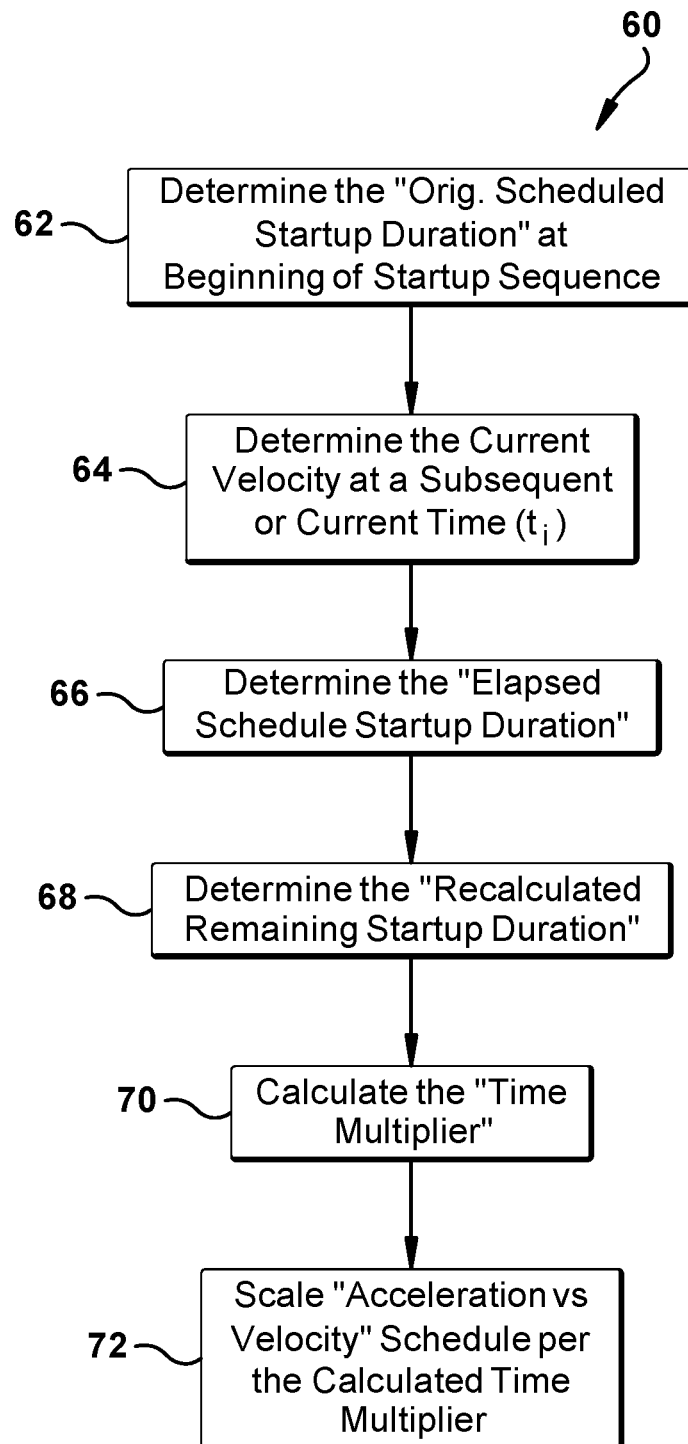 60
62
Determine the "Orig. Scheduled
Startup Duration" at
Beginning of Startup Sequence
64
Determine the Current
Velocity at a Subsequent
or Current Time (t i )
66
Determine the "Elapsed
Schedule Startup Duration"
68
Determine the "Recalculated
Remaining Startup Duration"
70
Calculate the "Time
Multiplier"
72
Scale "Acceleration vs
Velocity" Schedule per
the Calculated Time
Multiplier